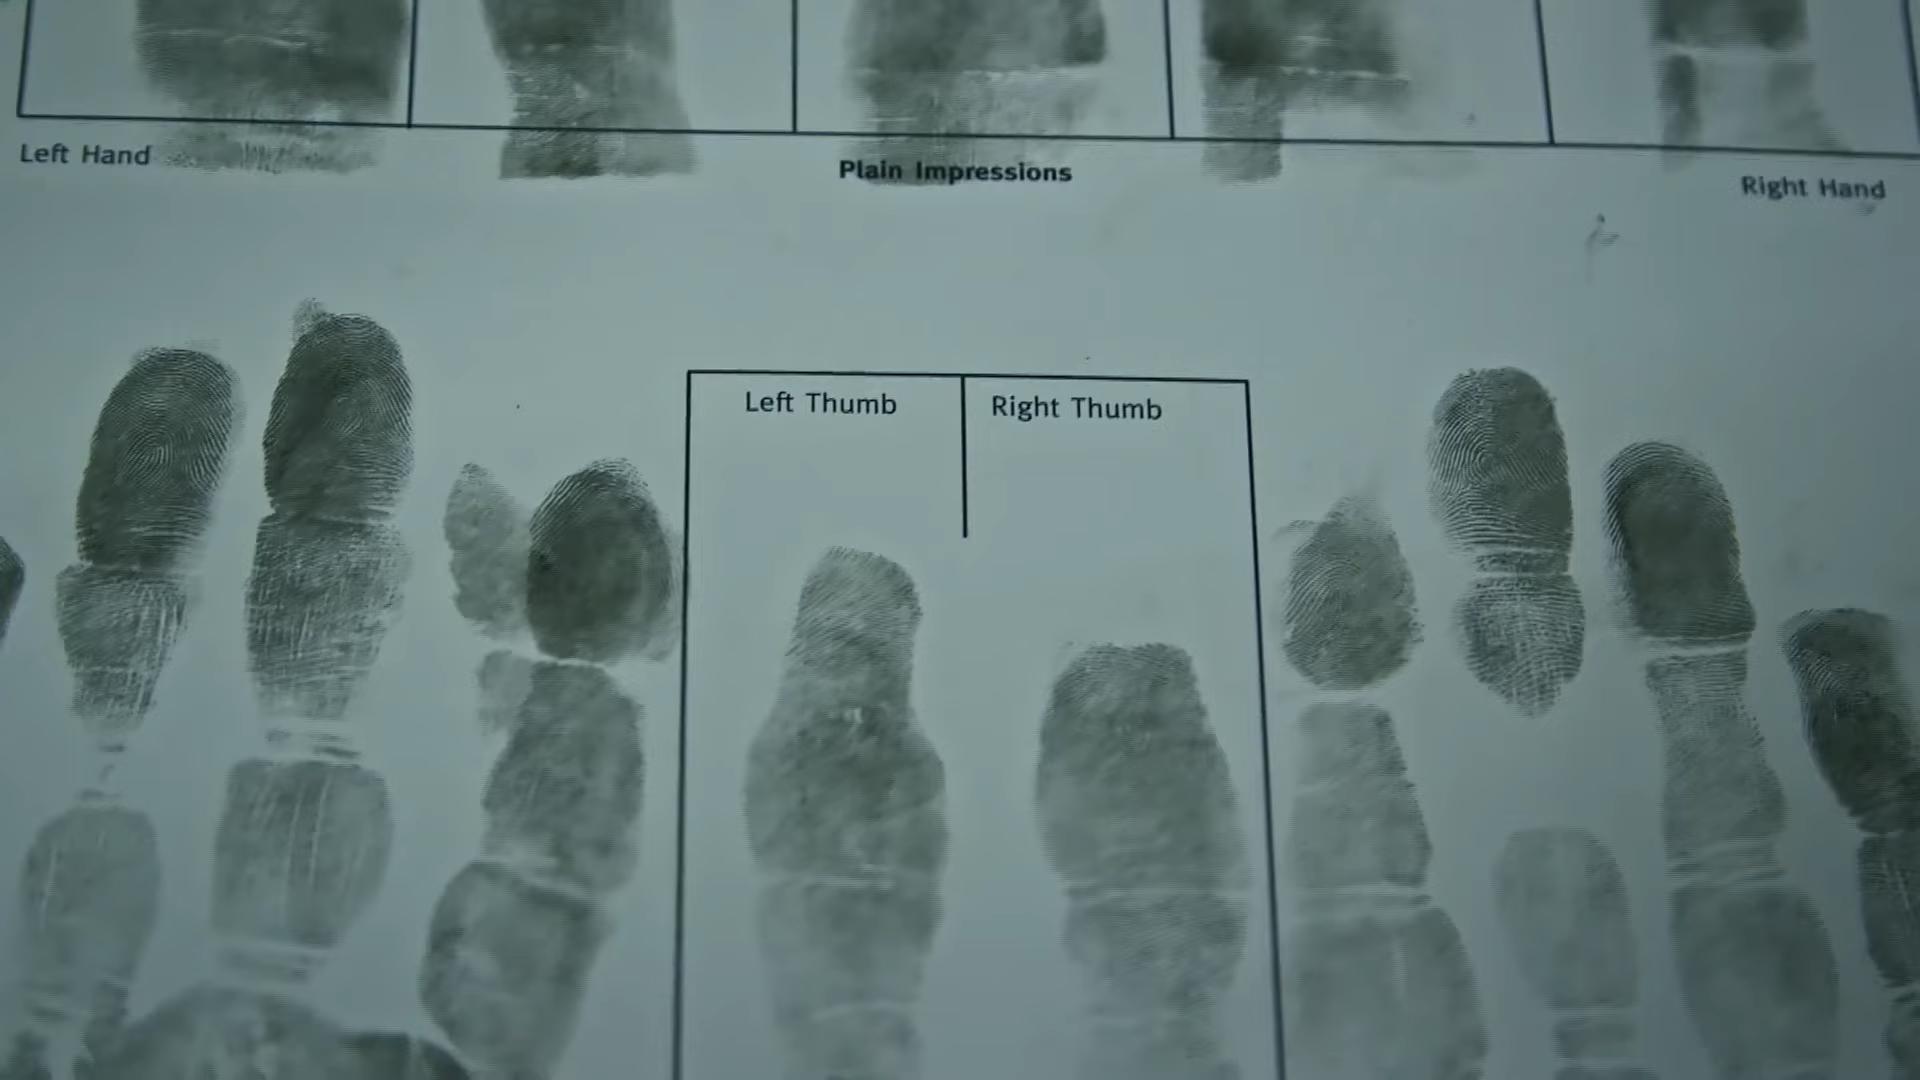 Left Hand
Plain Impressions
Right Hand
Left Thumb
Right Thumb